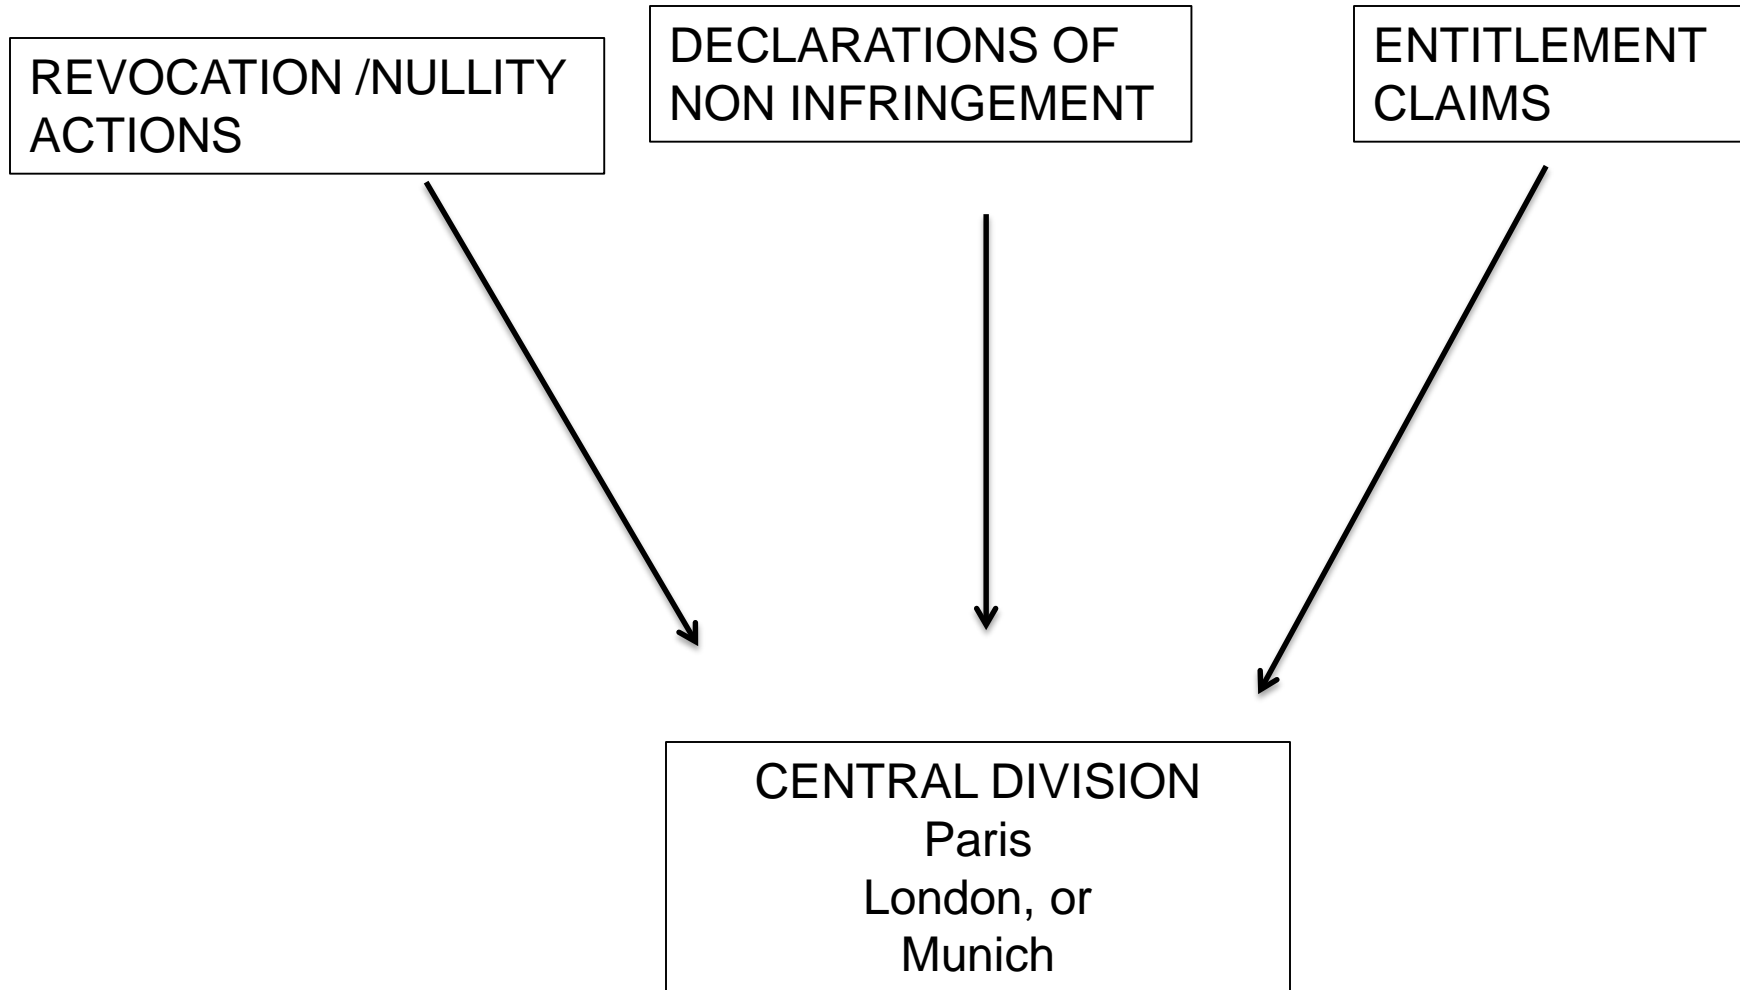 REVOCATION /NULLITY
ACTIONS
DECLARATIONS OF
NON INFRINGEMENT
ENTITLEMENT
CLAIMS
CENTRAL DIVISION
Paris
London, or
Munich